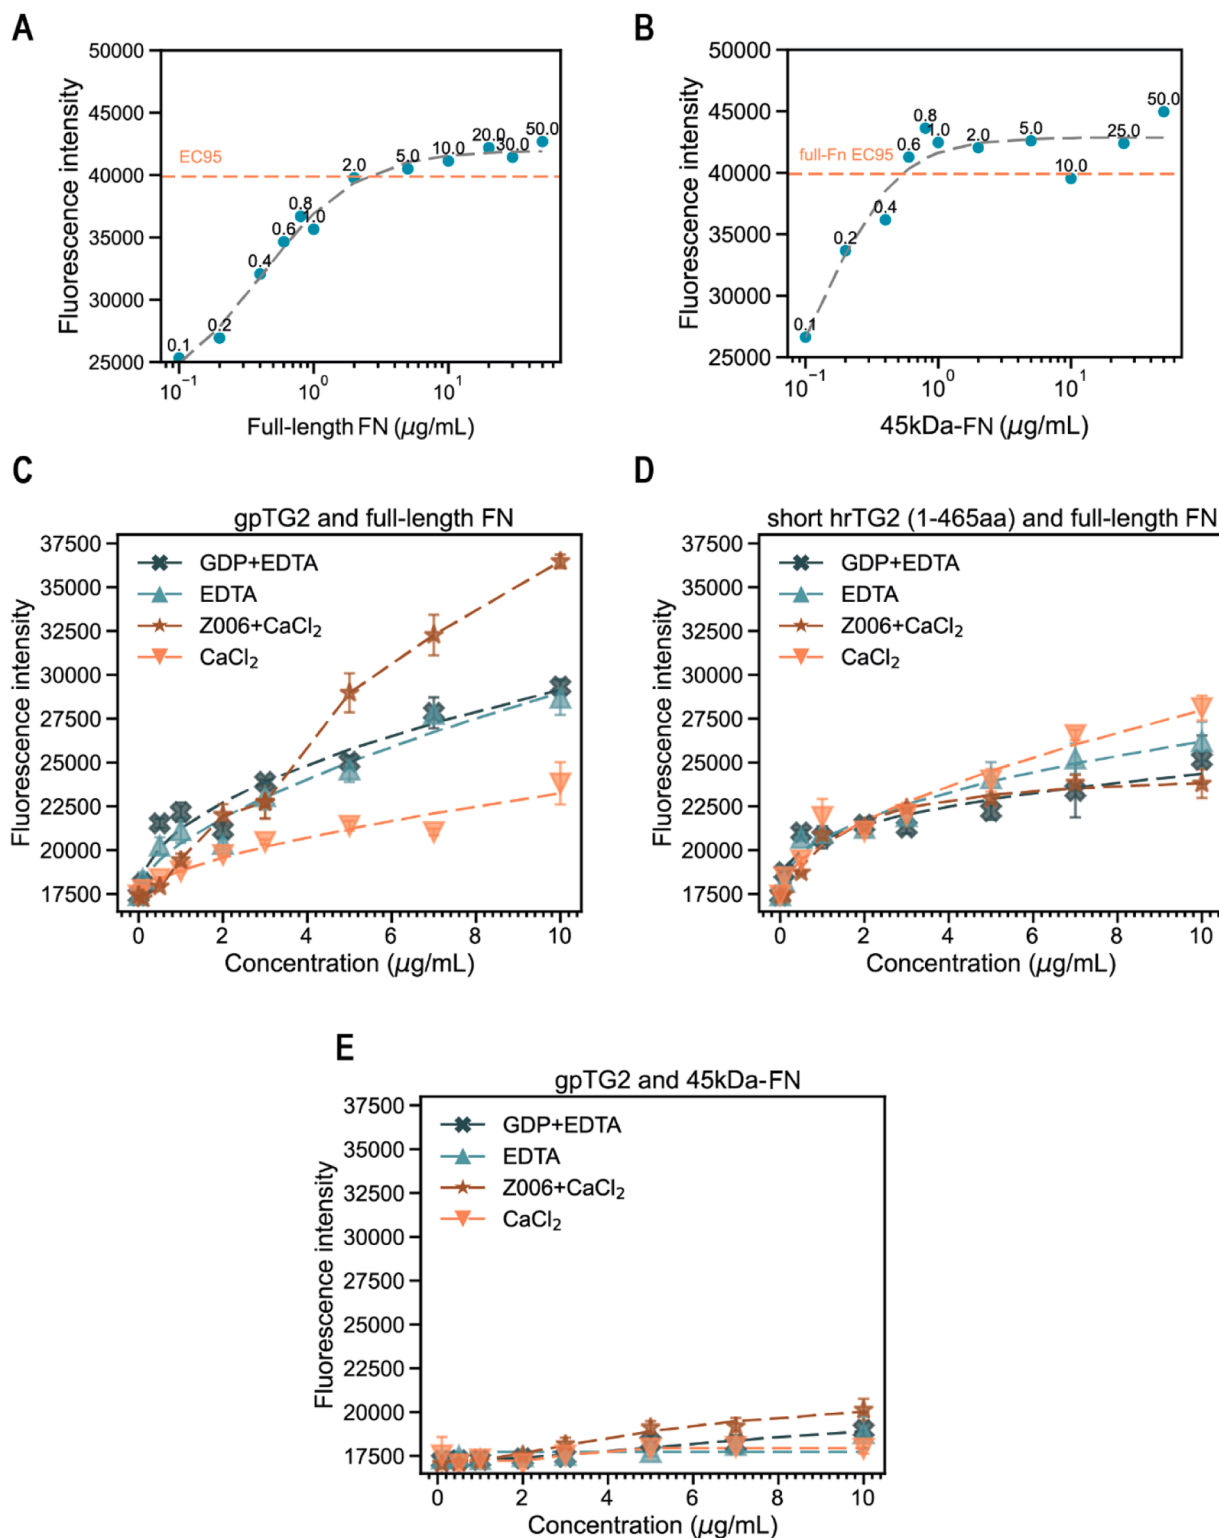 A
50000
45000
40000
35000
30000
25000
Fluorescence intensity
EC95
0.1
0.2
0.4
0.6
0.8
1.0
2.0
5.0
10.0
20.0
30.0
50.0
10⁻¹
10⁰
10¹
Full-length FN (μg/mL)
B
50000
45000
40000
35000
30000
25000
Fluorescence intensity
full-Fn EC95
0.1
0.2
0.4
0.6
0.8
1.0
2.0
5.0
10.0
25.0
50.0
10⁻¹
10⁰
10¹
45kDa-FN (μg/mL)
C
gpTG2 and full-length FN
37500
35000
32500
30000
27500
25000
22500
20000
17500
Fluorescence intensity
GDP+EDTA
EDTA
Z006+CaCl₂
CaCl₂
0 2 4 6 8 10
Concentration (μg/mL)
D
short hrTG2 (1-465aa) and full-length FN
37500
35000
32500
30000
27500
25000
22500
20000
17500
Fluorescence intensity
GDP+EDTA
EDTA
Z006+CaCl₂
CaCl₂
0 2 4 6 8 10
Concentration (μg/mL)
E
gpTG2 and 45kDa-FN
37500
35000
32500
30000
27500
25000
22500
20000
17500
Fluorescence intensity
GDP+EDTA
EDTA
Z006+CaCl₂
CaCl₂
0 2 4 6 8 10
Concentration (μg/mL)